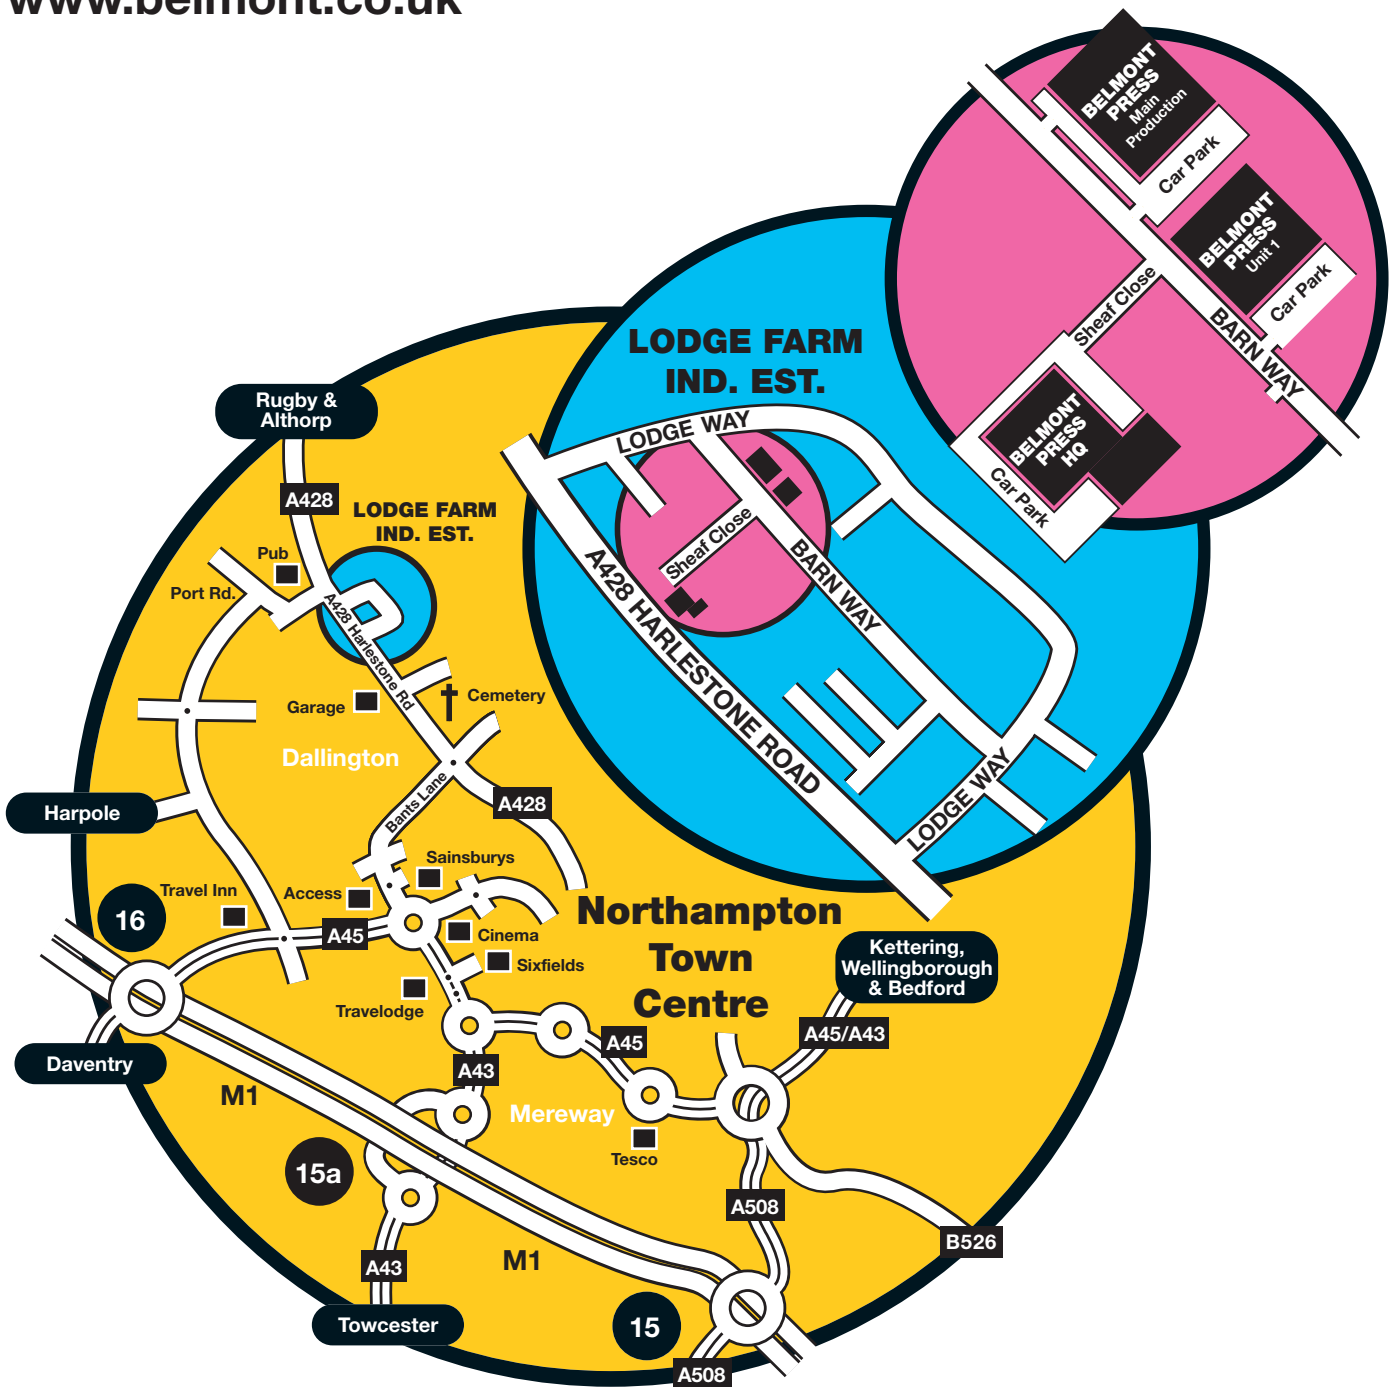 www.belmont.co.uk
BELMONT
PRESS
Main
Production
Car Park
BELMONT
PRESS
Unit 1
Car Park
Sheaf Close
BARN WAY
BELMONT
PRESS
HQ
Car Park
LODGE FARM
IND. EST.
LODGE WAY
Sheaf Close
BARN WAY
A428 HARLESTONE ROAD
LODGE WAY
Rugby &
Althorp
A428
LODGE FARM
IND. EST.
Pub
Port Rd.
A428 Harlestone Rd
Garage
Cemetery
Dallington
Bants Lane
A428
Harpole
Sainsburys
Travel Inn
Access
16
A45
Cinema
Sixfields
Travelodge
Northampton
Town
Centre
Kettering,
Wellingborough
& Bedford
A45/A43
A45
Daventry
A43
M1
Mereway
Tesco
15a
A508
B526
M1
A43
Towcester
15
A508